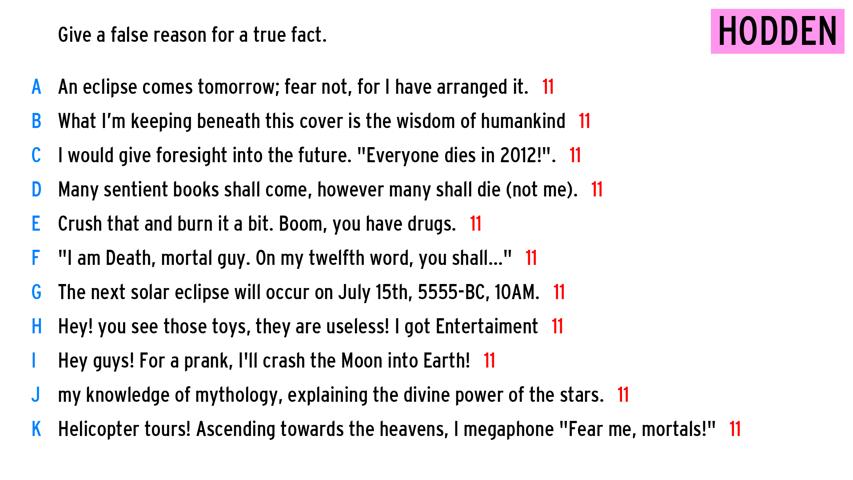 Give a false reason for a true fact.
HODDEN
A An eclipse comes tomorrow; fear not, for I have arranged it. 11
B What I'm keeping beneath this cover is the wisdom of humankind 11
C I would give foresight into the future. "Everyone dies in 2012!". 11
D Many sentient books shall come, however many shall die (not me). 11
E Crush that and burn it a bit. Boom, you have drugs. 11
F "I am Death, mortal guy. On my twelfth word, you shall..." 11
G The next solar eclipse will occur on July 15th, 5555-BC, 10AM. 11
H Hey! you see those toys, they are useless! I got Entertaiment 11
I Hey guys! For a prank, I'll crash the Moon into Earth! 11
J my knowledge of mythology, explaining the divine power of the stars. 11
K Helicopter tours! Ascending towards the heavens, I megaphone "Fear me, mortals!" 11